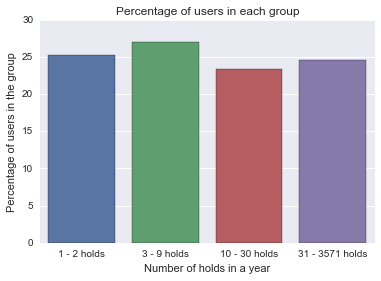 Percentage of users in each group
Percentage of users in the group
30
25
20
15
10
5
0
1 - 2 holds
3 - 9 holds
10 - 30 holds
31 - 3571 holds
Number of holds in a year